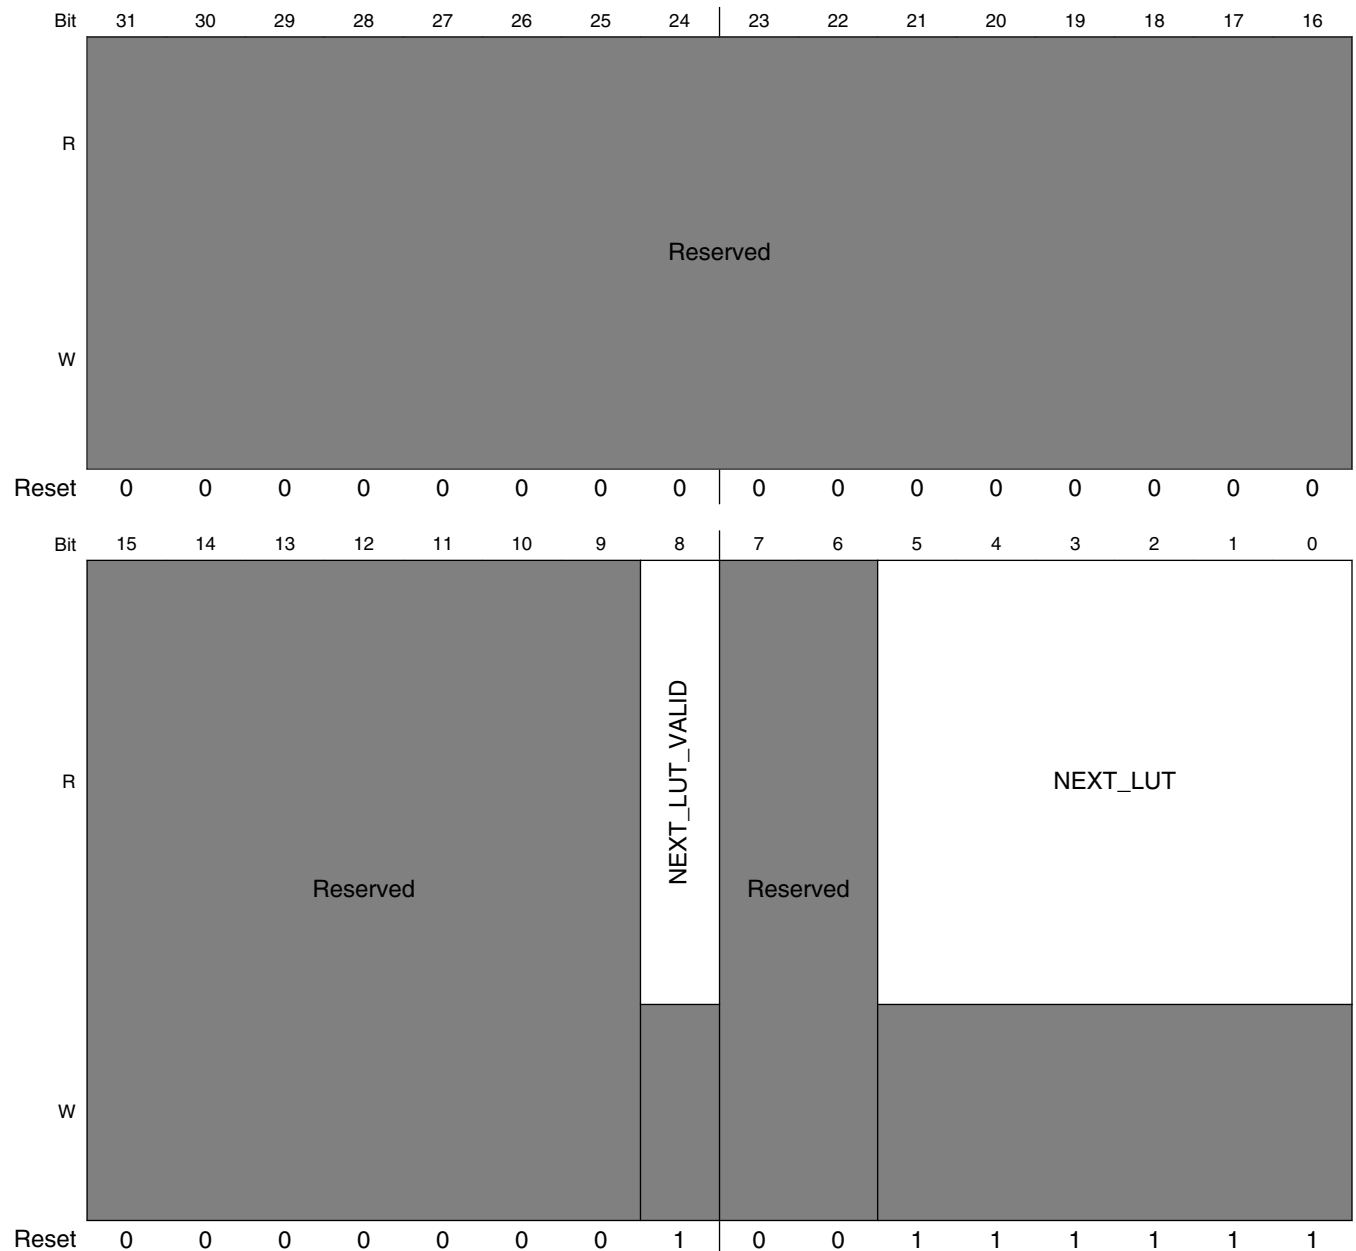 Bit 31 30 29 28 27 26 25 24 23 22 21 20 19 18 17 16
R
Reserved
W
Reset 0 0 0 0 0 0 0 0 0 0 0 0 0 0 0 0
Bit 15 14 13 12 11 10 9 8 7 6 5 4 3 2 1 0
R
NEXT_LUT_VALID
NEXT_LUT
Reserved
Reserved
W
Reset 0 0 0 0 0 0 0 1 0 0 1 1 1 1 1 1